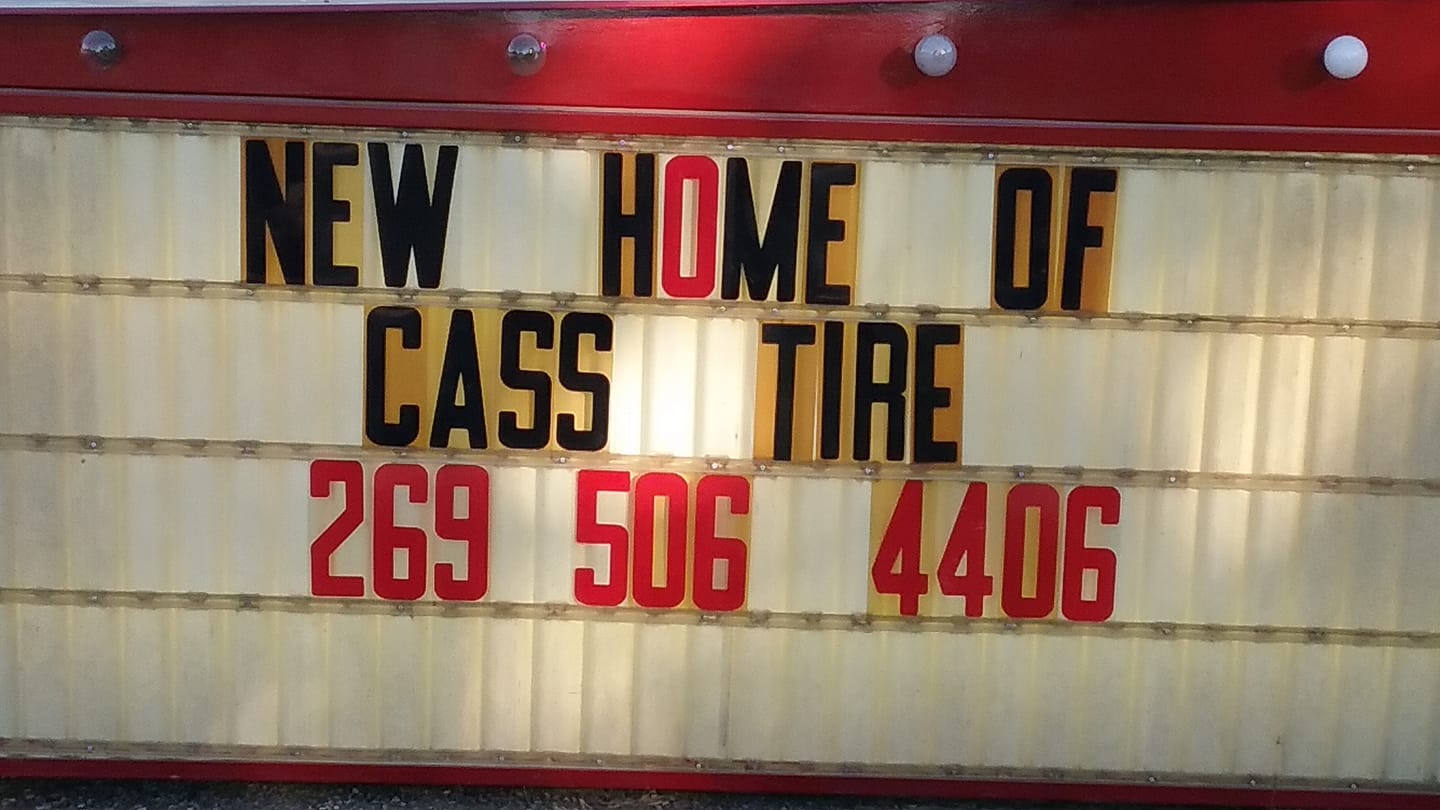 NEW HOME OF
CASS TIRE
269 506 4406